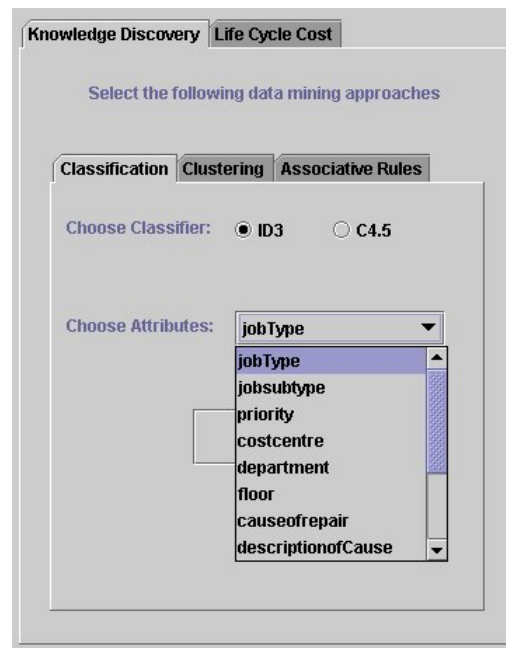 Knowledge Discovery Life Cycle Cost
Select the following data mining approaches
Classification Clustering Associative Rules
Choose Classifier: ID3 C4.5
Choose Attributes: jobType
jobType
jobsubtype
priority
costcentre
department
floor
causeofrepair
descriptionofCause